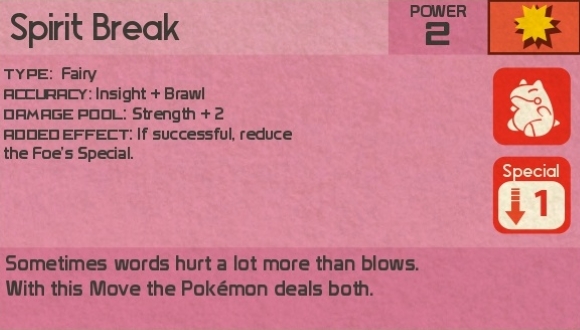 Spirit Break
POWER
2
TYPE: Fairy
ACCURACY: Insight + Brawl
DAMAGE POOL: Strength + 2
ADDED EFFECT: If successful, reduce
the Foe's Special.
Special
1
Sometimes words hurt a lot more than blows.
With this Move the Pokémon deals both.